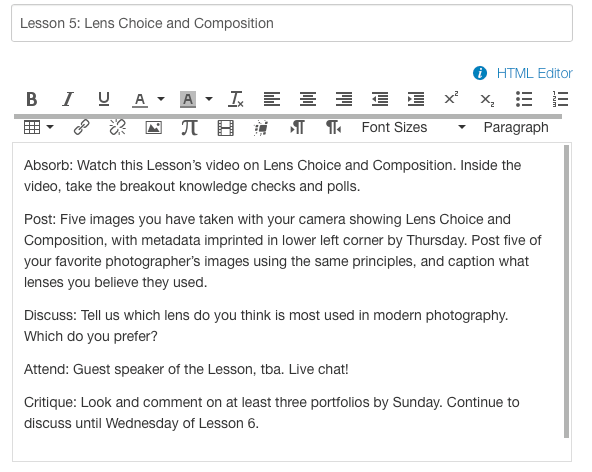 Lesson 5: Lens Choice and Composition
HTML Editor
B I U A A Tx x² x₂
π Font Sizes Paragraph
Absorb: Watch this Lesson's video on Lens Choice and Composition. Inside the
video, take the breakout knowledge checks and polls.
Post: Five images you have taken with your camera showing Lens Choice and
Composition, with metadata imprinted in lower left corner by Thursday. Post five of
your favorite photographer's images using the same principles, and caption what
lenses you believe they used.
Discuss: Tell us which lens do you think is most used in modern photography.
Which do you prefer?
Attend: Guest speaker of the Lesson, tba. Live chat!
Critique: Look and comment on at least three portfolios by Sunday. Continue to
discuss until Wednesday of Lesson 6.